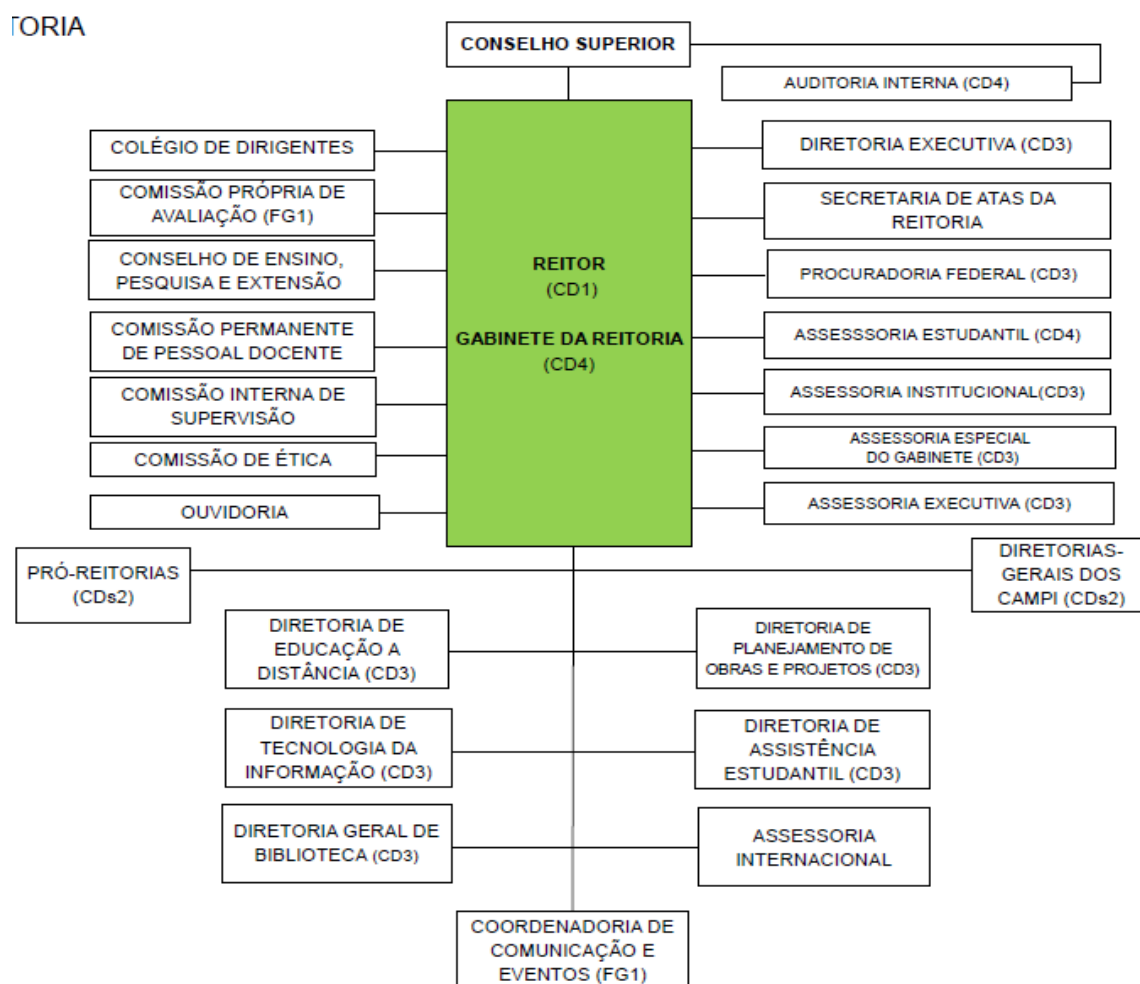 TORIA
CONSELHO SUPERIOR
AUDITORIA INTERNA (CD4)
COLÉGIO DE DIRIGENTES
COMISSÃO PRÓPRIA DE
AVALIAÇÃO (FG1)
CONSELHO DE ENSINO,
PESQUISA E EXTENSÃO
COMISSÃO PERMANENTE
DE PESSOAL DOCENTE
COMISSÃO INTERNA DE
SUPERVISÃO
COMISSÃO DE ÉTICA
OUVIDORIA
REITOR
(CD1)
GABINETE DA REITORIA
(CD4)
DIRETORIA EXECUTIVA (CD3)
SECRETARIA DE ATAS DA
REITORIA
PROCURADORIA FEDERAL (CD3)
ASSESSSORIA ESTUDANTIL (CD4)
ASSESSORIA INSTITUCIONAL(CD3)
ASSESSORIA ESPECIAL
DO GABINETE (CD3)
ASSESSORIA EXECUTIVA (CD3)
PRÓ-REITORIAS
(CDs2)
DIRETORIAS-
GERAIS DOS
CAMPI (CDs2)
DIRETORIA DE
EDUCAÇÃO A
DISTÂNCIA (CD3)
DIRETORIA DE
PLANEJAMENTO DE
OBRAS E PROJETOS (CD3)
DIRETORIA DE
TECNOLOGIA DA
INFORMAÇÃO (CD3)
DIRETORIA DE
ASSISTÊNCIA
ESTUDANTIL (CD3)
DIRETORIA GERAL DE
BIBLIOTECA (CD3)
ASSESSORIA
INTERNACIONAL
COORDENADORIA DE
COMUNICAÇÃO E
EVENTOS (FG1)